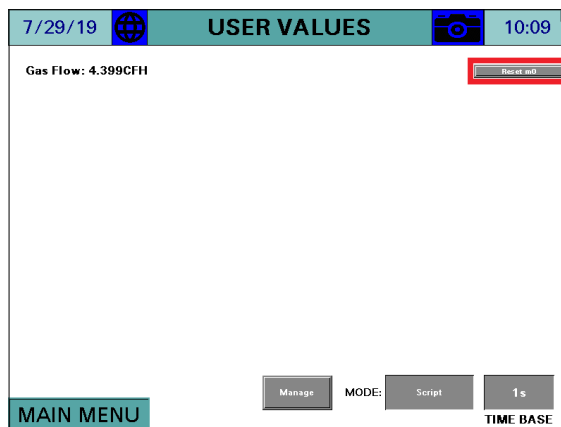 7/29/19 USER VALUES 10:09
Gas Flow: 4.399CFH Reset m0
Manage MODE: Script 1s
MAIN MENU TIME BASE